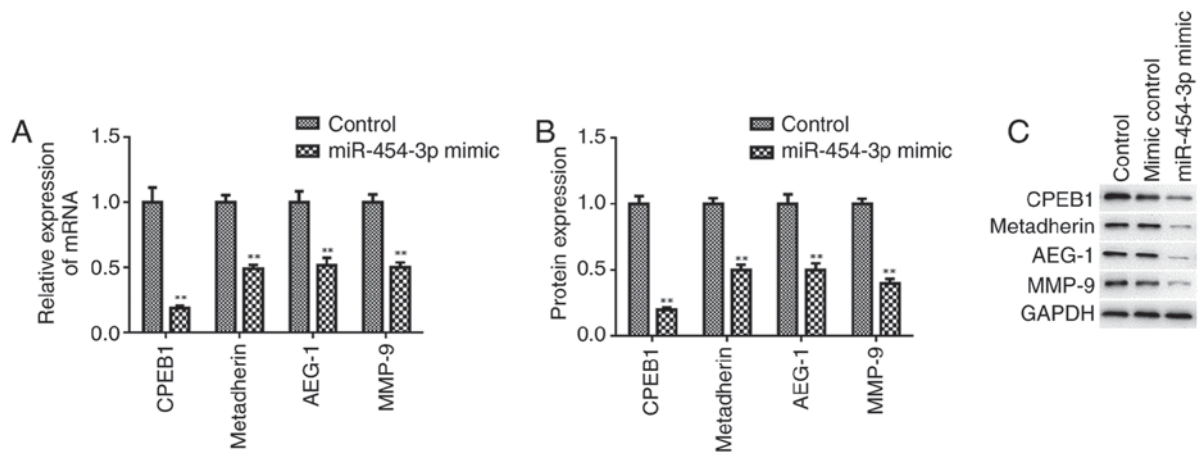 A
Control
miR-454-3p mimic
Relative expression
of mRNA
1.5
1.0
0.5
0.0
**
**
**
**
CPEB1
Metadherin
AEG-1
MMP-9
B
Control
miR-454-3p mimic
Protein expression
1.5
1.0
0.5
0.0
**
**
**
**
CPEB1
Metadherin
AEG-1
MMP-9
C
Control
Mimic control
miR-454-3p mimic
CPEB1
Metadherin
AEG-1
MMP-9
GAPDH